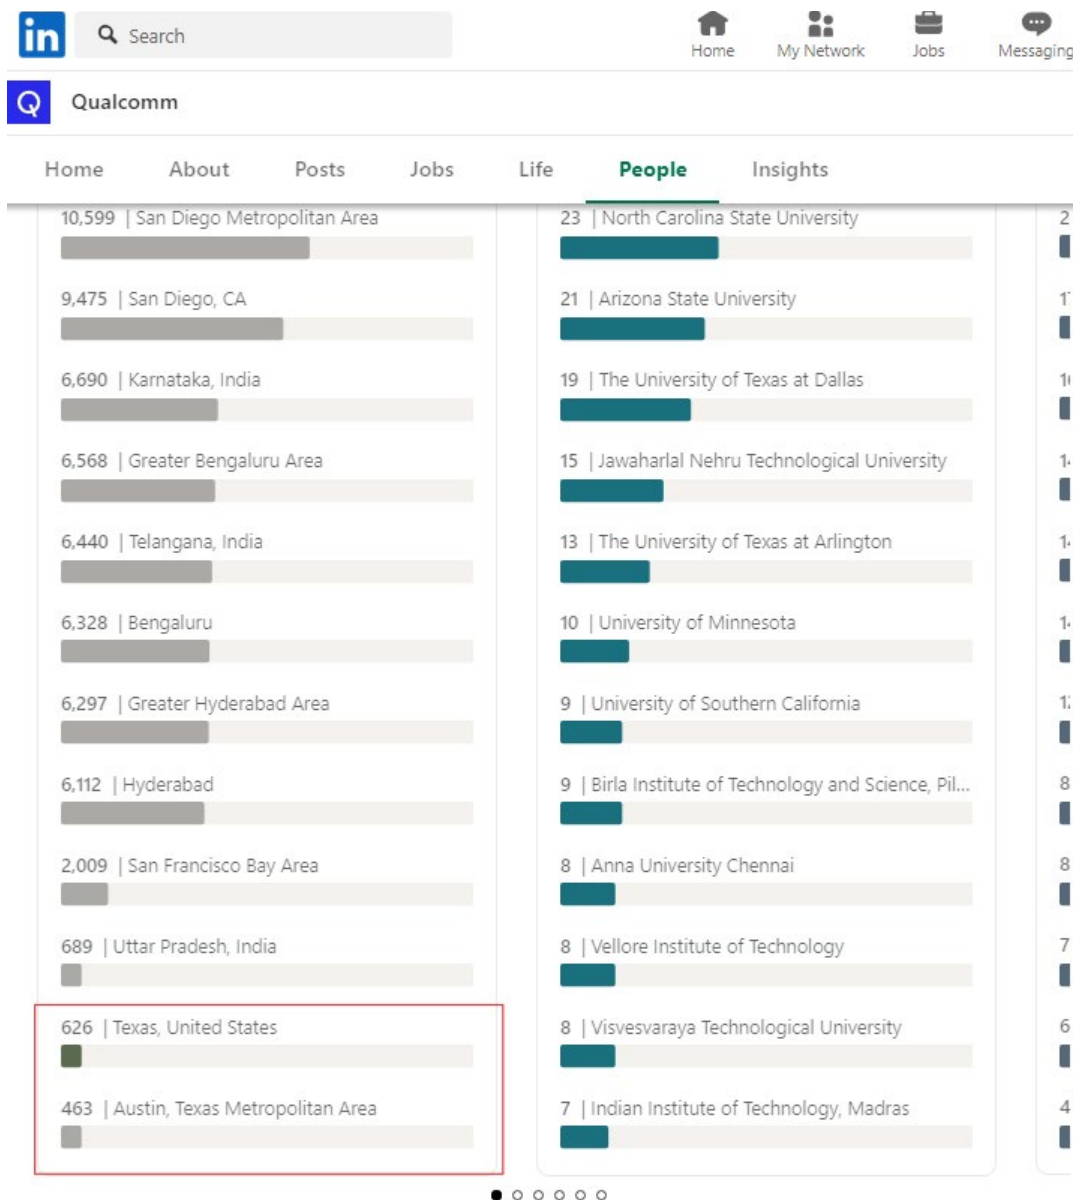 in
Search
Home
My Network
Jobs
Messaging
Q
Qualcomm
Home
About
Posts
Jobs
Life
People
Insights
10,599 | San Diego Metropolitan Area
9,475 | San Diego, CA
6,690 | Karnataka, India
6,568 | Greater Bengaluru Area
6,440 | Telangana, India
6,328 | Bengaluru
6,297 | Greater Hyderabad Area
6,112 | Hyderabad
2,009 | San Francisco Bay Area
689 | Uttar Pradesh, India
626 | Texas, United States
463 | Austin, Texas Metropolitan Area
23 | North Carolina State University
21 | Arizona State University
19 | The University of Texas at Dallas
15 | Jawaharlal Nehru Technological University
13 | The University of Texas at Arlington
10 | University of Minnesota
9 | University of Southern California
9 | Birla Institute of Technology and Science, Pil...
8 | Anna University Chennai
8 | Vellore Institute of Technology
8 | Visvesvaraya Technological University
7 | Indian Institute of Technology, Madras